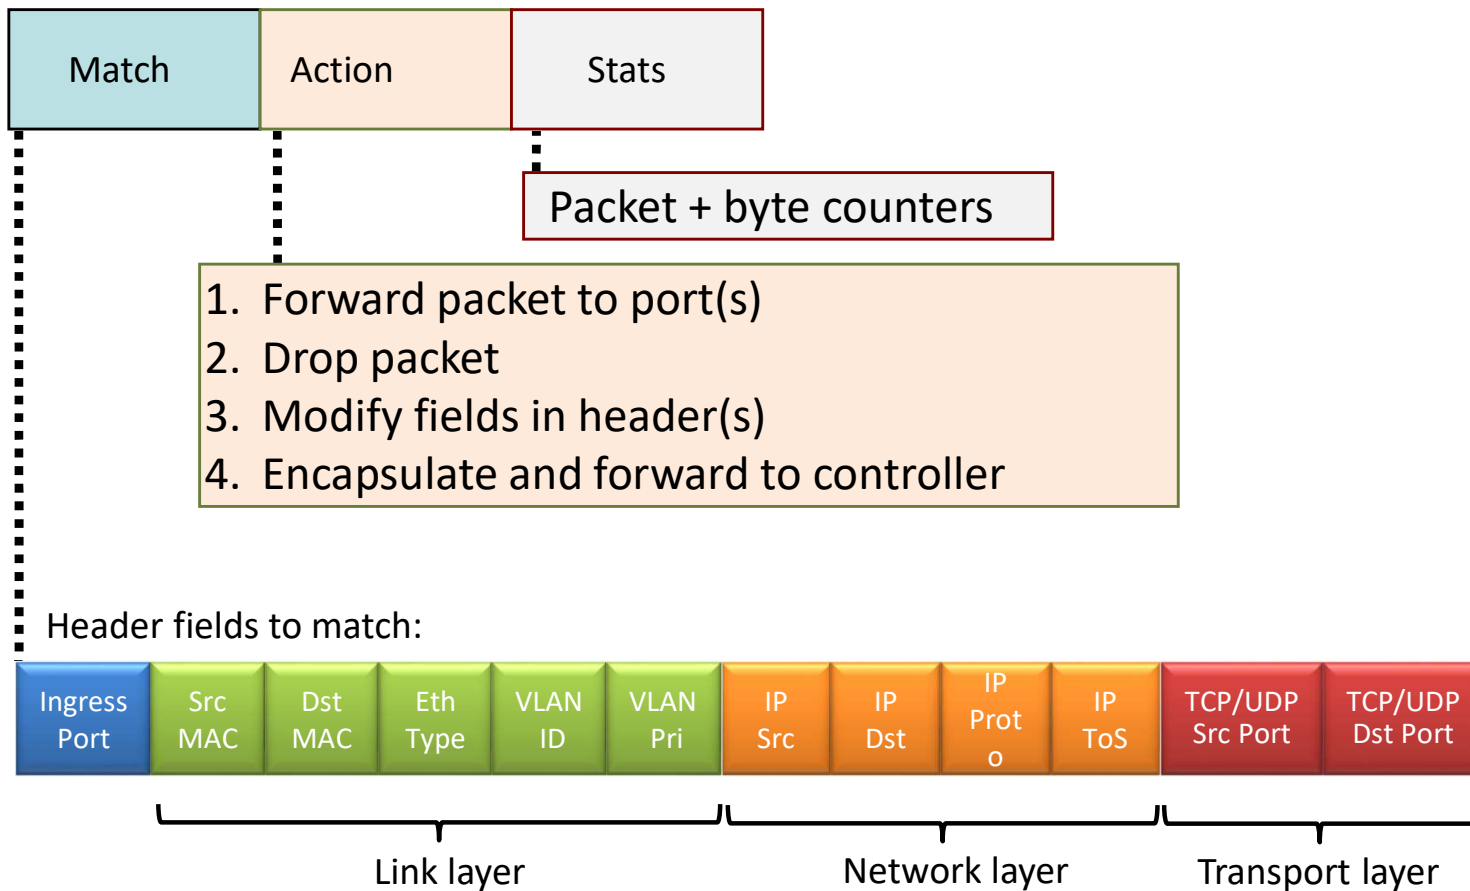 Match
Action
Stats
Packet + byte counters
1. Forward packet to port(s)
2. Drop packet
3. Modify fields in header(s)
4. Encapsulate and forward to controller
Header fields to match:
Ingress
Port
Src
MAC
Dst
MAC
Eth
Type
VLAN
ID
VLAN
Pri
IP
Src
IP
Dst
IP
Prot
o
IP
ToS
TCP/UDP
Src Port
TCP/UDP
Dst Port
Link layer
Network layer
Transport layer